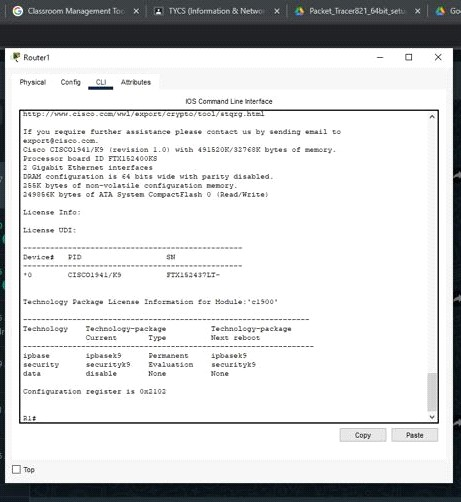 Classroom Management To
TYCS (Information & Netwo
Packet_Tracer821_64bit_setu
Go
Router1
Physical Config CLI Attributes
IOS Command Line Interface
http://www.cisco.com/wwl/export/crypto/tool/stqrg.html
If you require further assistance please contact us by sending email to
export@cisco.com.
Cisco CISCO1941/K9 (revision 1.0) with 491520K/32768K bytes of memory.
Processor board ID FTX152400KS
2 Gigabit Ethernet interfaces
DRAM configuration is 64 bits wide with parity disabled.
255K bytes of non-volatile configuration memory.
249856K bytes of ATA System CompactFlash 0 (Read/Write)
License Info:
License UDI:
-------------------------------------------------
Device# PID SN
-------------------------------------------------
*0 CISCO1941/K9 FTX152437LT-
Technology Package License Information for Module:'c1900'
----------------------------------------------------------------
Technology Technology-package Technology-package
Current Type Next reboot
-----------------------------------------------------------------
ipbase ipbasek9 Permanent ipbasek9
security securityk9 Evaluation securityk9
data disable None None
Configuration register is 0x2102
R1#
Copy Paste
Top